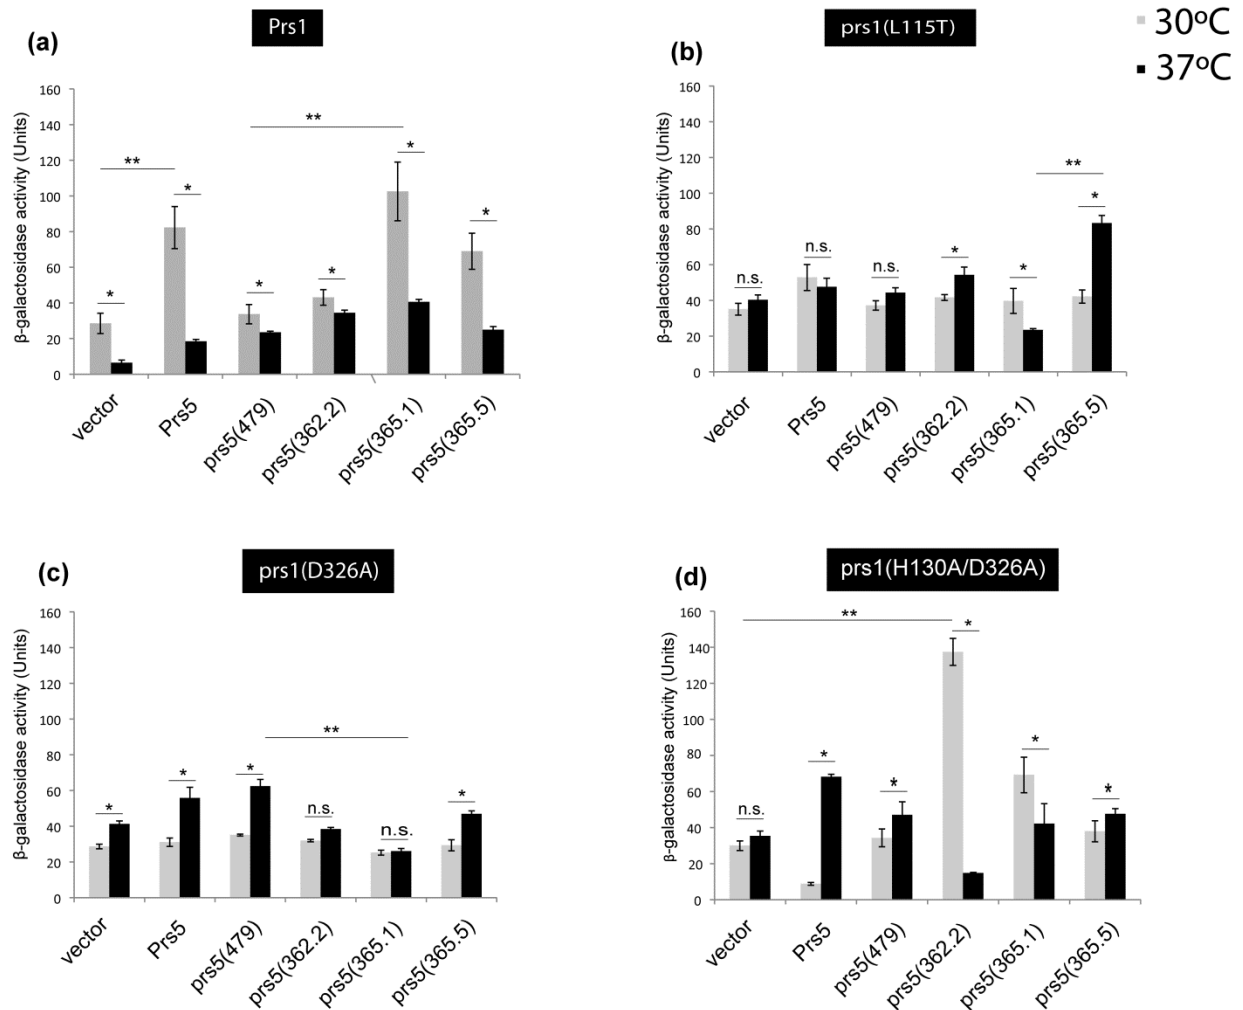 (a)
Prs1
β-galactosidase activity (Units)
160
140
120
100
80
60
40
20
0
**
*
*
**
*
*
*
*
vector
Prs5
prs5(479)
prs5(362.2)
prs5(365.1)
prs5(365.5)
(b)
prs1(L115T)
30ºC
37ºC
β-galactosidase activity (Units)
160
140
120
100
80
60
40
20
0
n.s.
n.s.
n.s.
*
*
**
*
vector
Prs5
prs5(479)
prs5(362.2)
prs5(365.1)
prs5(365.5)
(c)
prs1(D326A)
β-galactosidase activity (Units)
160
140
120
100
80
60
40
20
0
*
*
*
**
n.s.
n.s.
*
vector
Prs5
prs5(479)
prs5(362.2)
prs5(365.1)
prs5(365.5)
(d)
prs1(H130A/D326A)
β-galactosidase activity (Units)
160
140
120
100
80
60
40
20
0
n.s.
*
*
**
*
*
*
vector
Prs5
prs5(479)
prs5(362.2)
prs5(365.1)
prs5(365.5)